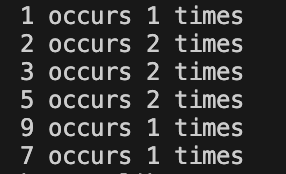 1 occurs 1 times
2 occurs 2 times
3 occurs 2 times
5 occurs 2 times
9 occurs 1 times
7 occurs 1 times